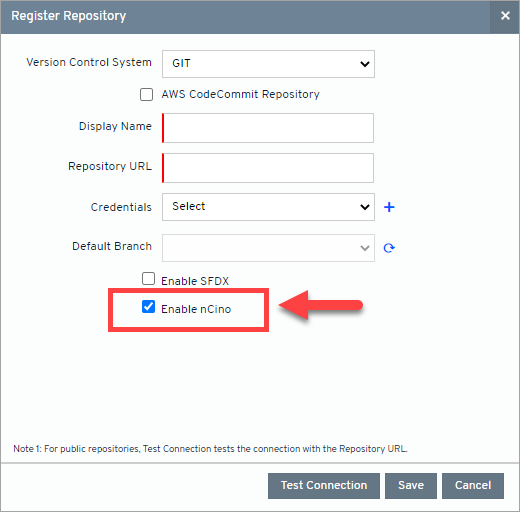 Register Repository
Version Control System GIT
AWS CodeCommit Repository
Display Name
Repository URL
Credentials Select
Default Branch
Enable SFDX
Enable nCino
Note 1: For public repositories, Test Connection tests the connection with the Repository URL.
Test Connection Save Cancel